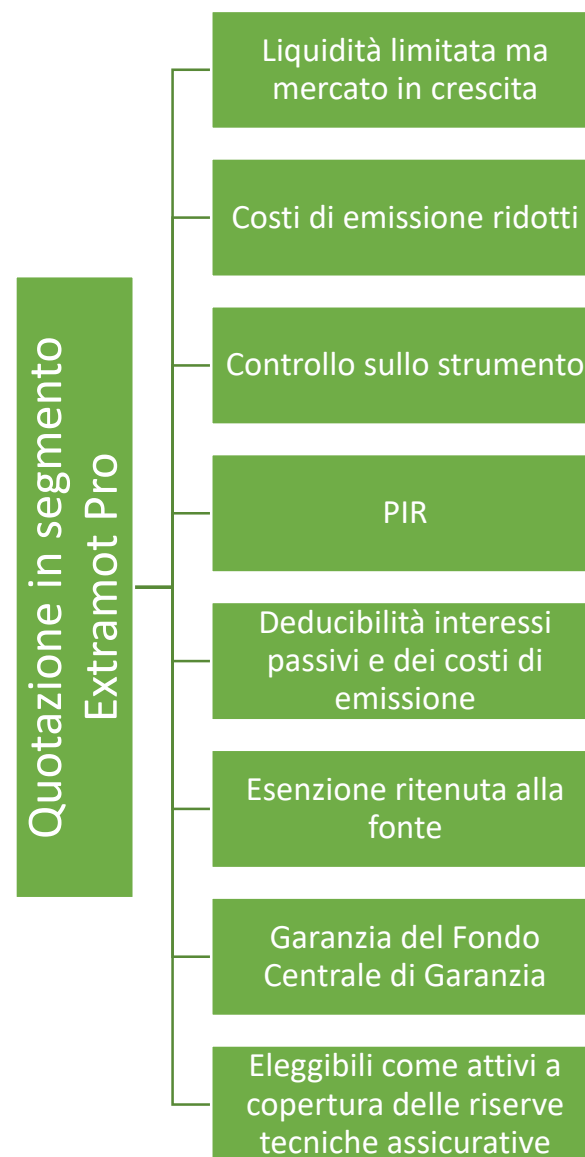 Quotazione in segmento
Extramot Pro
Liquidità limitata ma
mercato in crescita
Costi di emissione ridotti
Controllo sullo strumento
PIR
Deducibilità interessi
passivi e dei costi di
emissione
Esenzione ritenuta alla
fonte
Garanzia del Fondo
Centrale di Garanzia
Eleggibili come attivi a
copertura delle riserve
tecniche assicurative